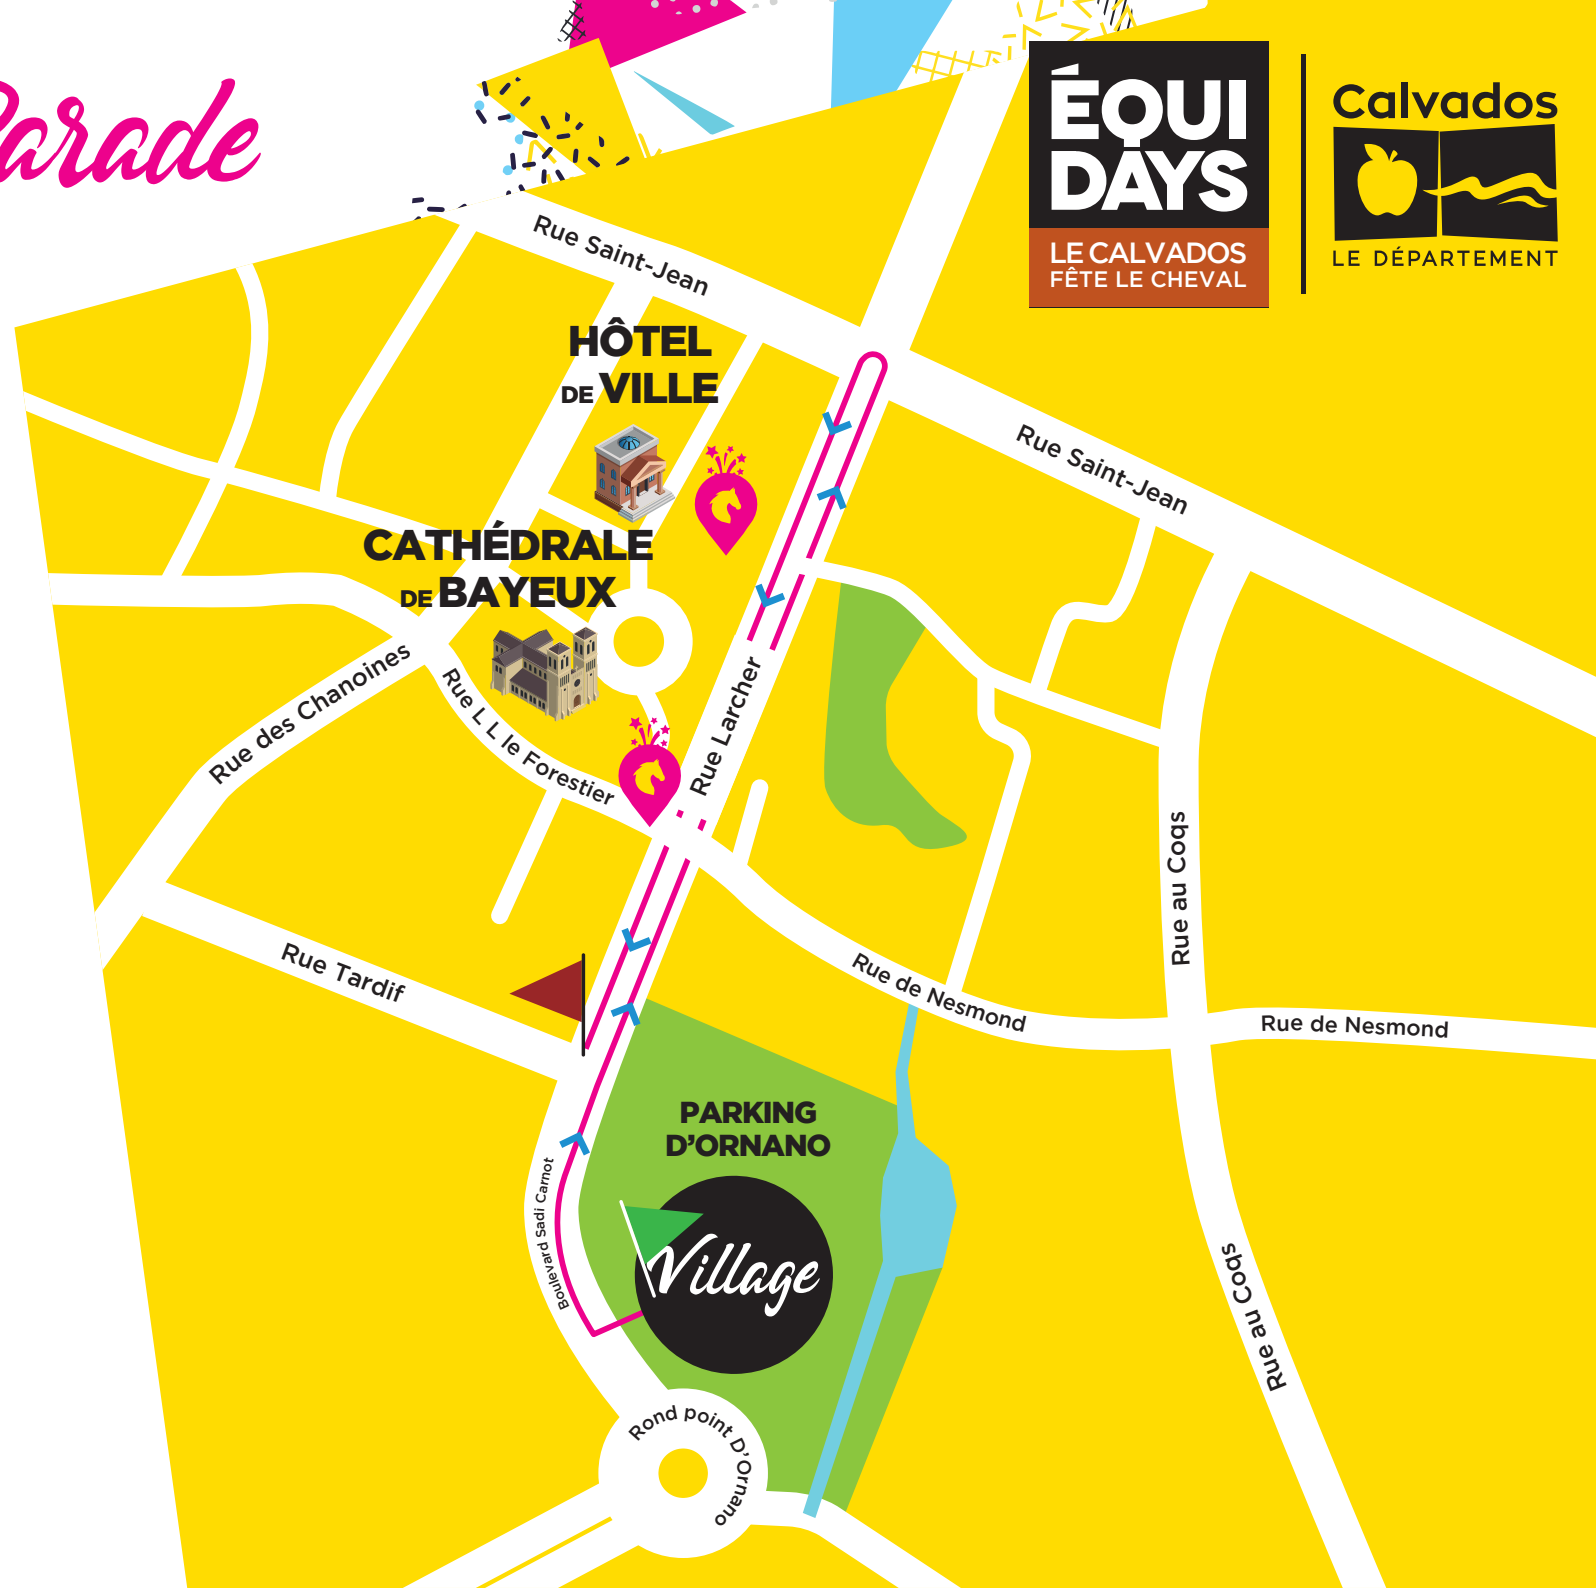 Parade
ÉQUI
DAYS
LE CALVADOS
FÊTE LE CHEVAL
Calvados
LE DÉPARTEMENT
Rue Saint-Jean
HÔTEL
DE VILLE
Rue Saint-Jean
CATHÉDRALE
DE BAYEUX
Rue des Chanoines
Rue L L le Forestier
Rue Larcher
Rue au Coqs
Rue Tardif
Rue de Nesmond
Rue de Nesmond
PARKING
D'ORNANO
Boulevard Sadi Carnot
Village
Rue au Coqs
Rond point D'Ornano